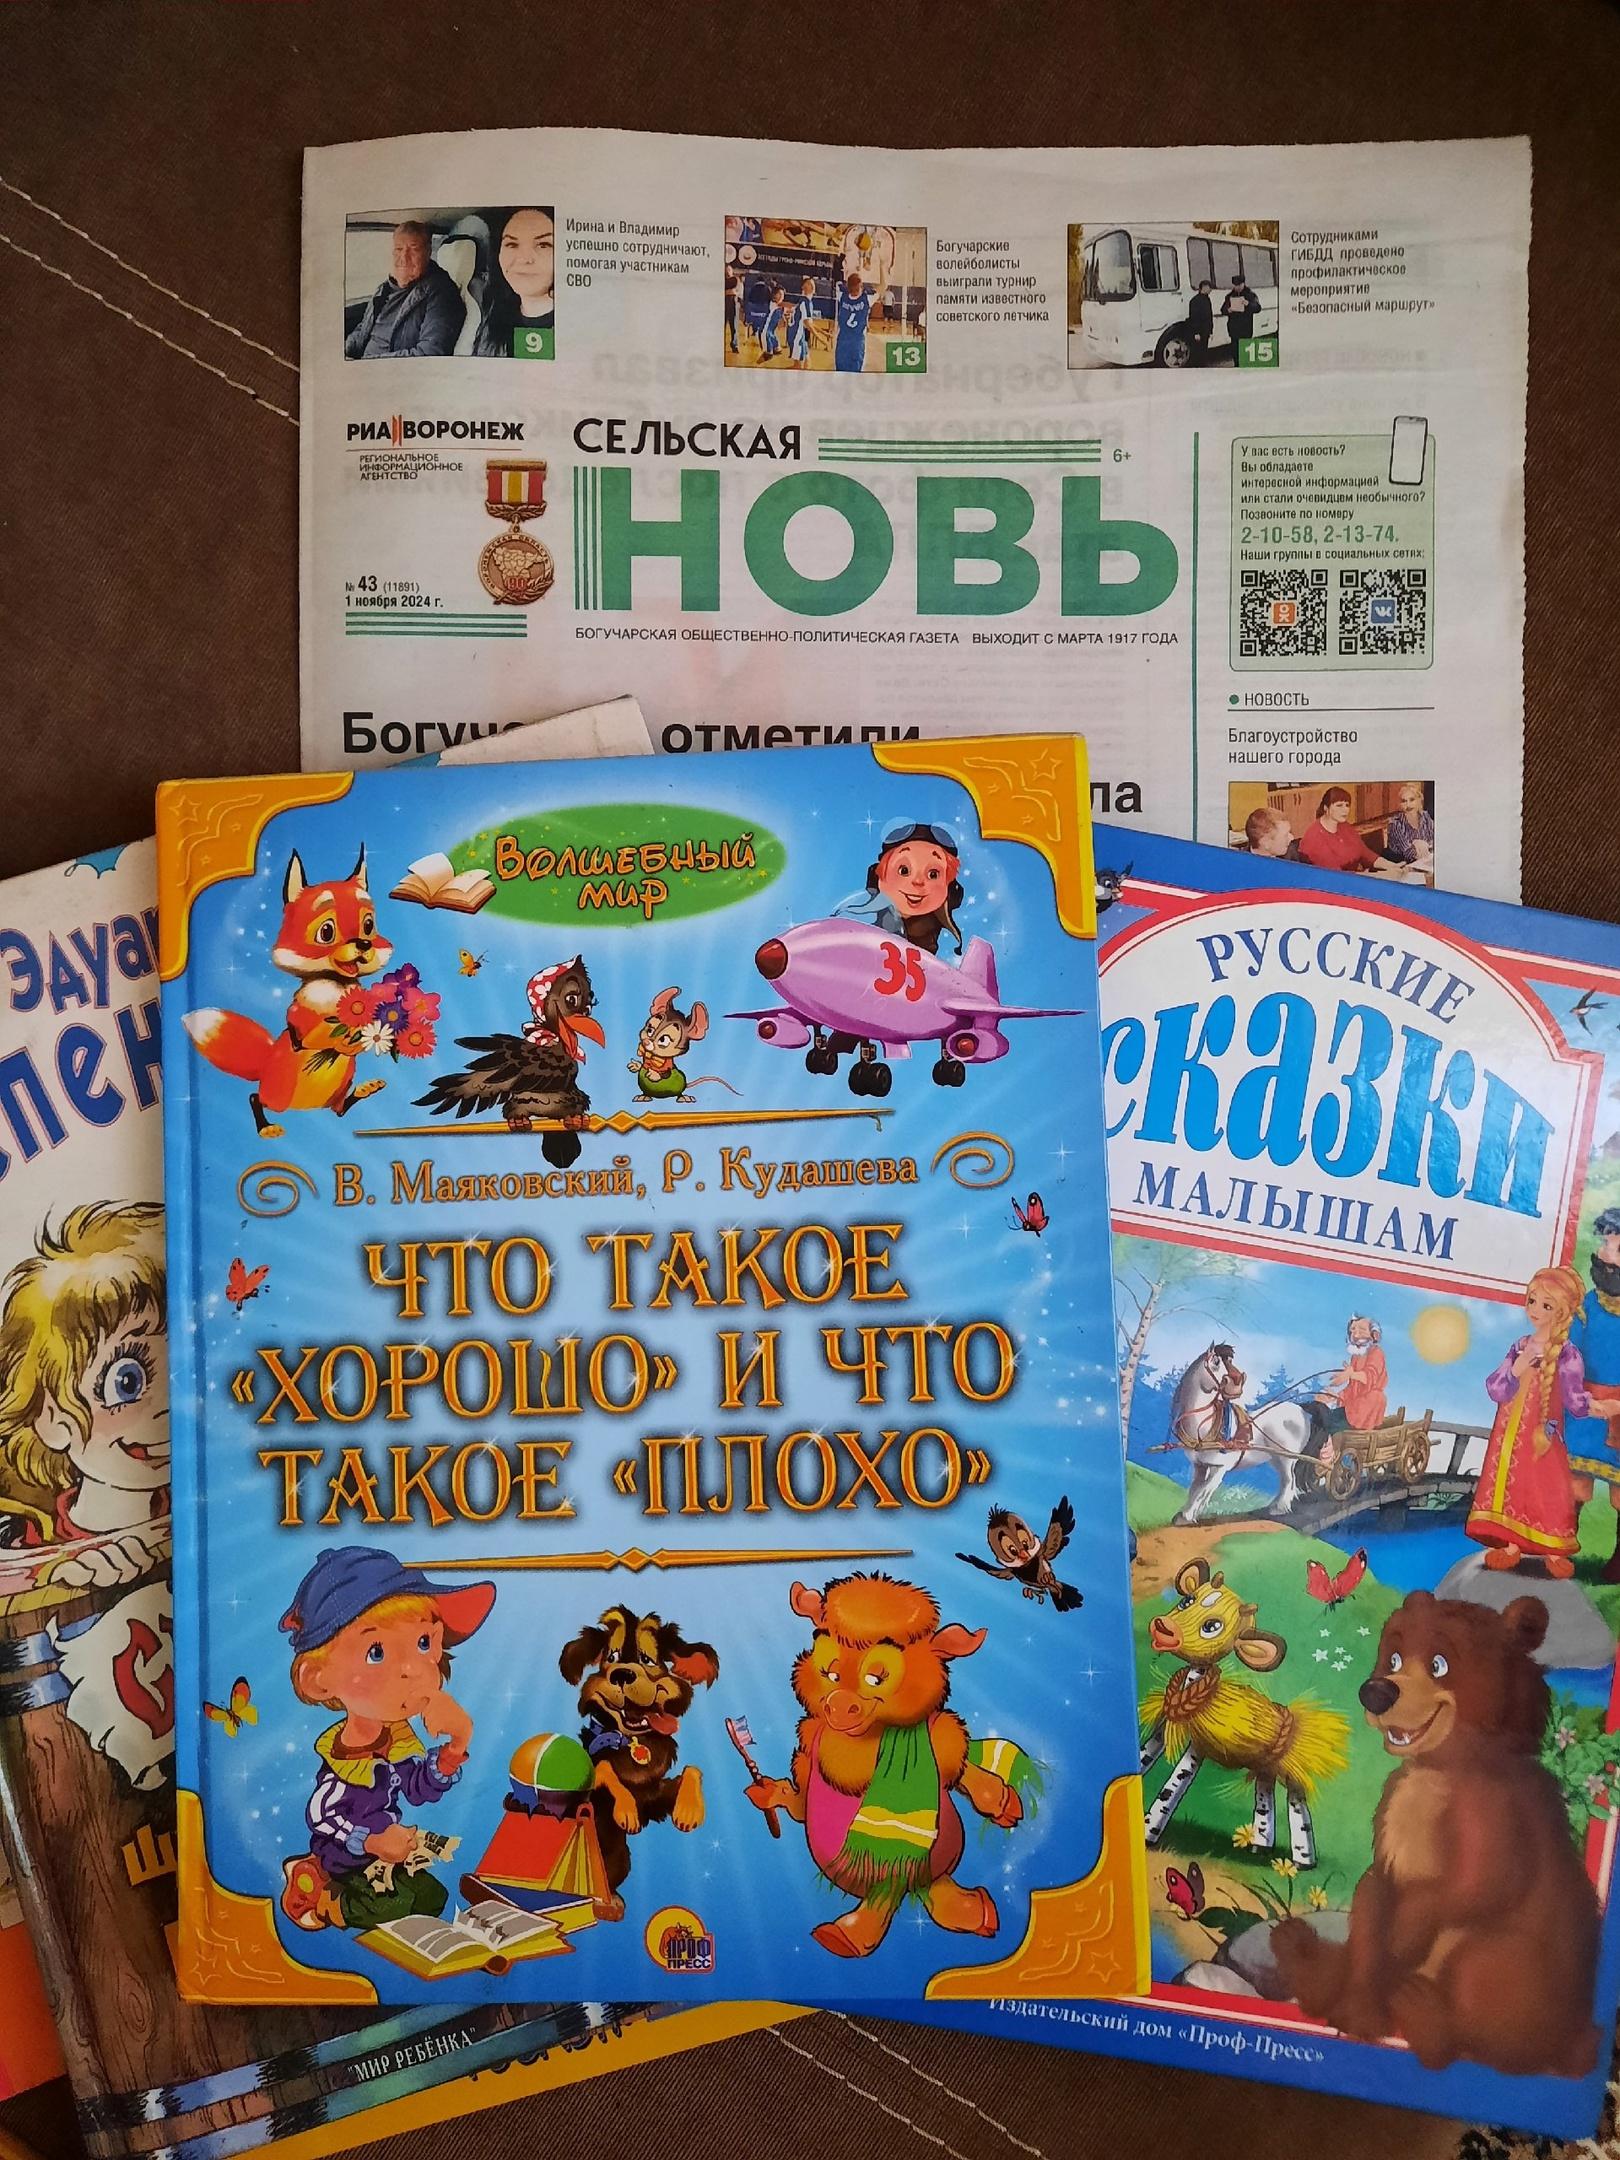 Ирина и Владимир
успешно сотрудничают,
помогая участникам
СВО
9
Богучарские
волейболисты
выиграли турнир
памяти известного
советского летчика
13
Сотрудниками
ГИБДД проведено
профилактическое
мероприятие
«Безопасный маршрут»
15
РИА ВОРОНЕЖ
РЕГИОНАЛЬНОЕ
ИНФОРМАЦИОННОЕ
АГЕНТСТВО
№ 43 (11891)
1 ноября 2024 г.
СЕЛЬСКАЯ
6+
НОВЬ
БОГУЧАРСКАЯ ОБЩЕСТВЕННО-ПОЛИТИЧЕСКАЯ ГАЗЕТА ВЫХОДИТ С МАРТА 1917 ГОДА
У вас есть новость?
Вы обладаете
интересной информацией
или стали очевидцем необычного?
Позвоните по номеру
2-10-58, 2-13-74.
Наши группы в социальных сетях:
НОВОСТЬ
Благоустройство
нашего города
отметили
Волшебный
мир
35
В. Маяковский, Р. Кудашева
ЧТО ТАКОЕ
«ХОРОШО» И ЧТО
ТАКОЕ «ПЛОХО»
ПРОФ
ПРЕСС
РУССКИЕ
сказки
МАЛЫШАМ
Издательский дом «Проф-Пресс»
"МИР РЕБЁНКА"